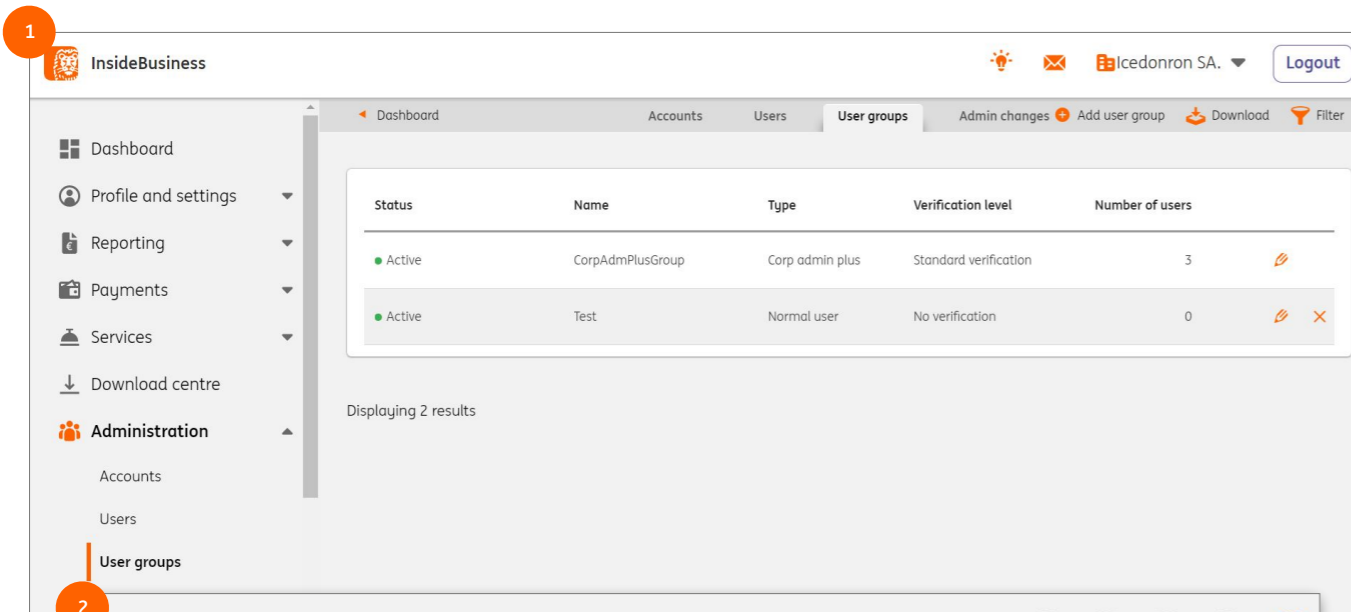 1
InsideBusiness
Icedonron SA.
Logout
Dashboard
Accounts
Users
User groups
Admin changes
Add user group
Download
Filter
Dashboard
Profile and settings
Reporting
Payments
Services
Download centre
Administration
Accounts
Users
User groups
Status Name Type Verification level Number of users
Active CorpAdmPlusGroup Corp admin plus Standard verification 3
Active Test Normal user No verification 0
Displaying 2 results
2